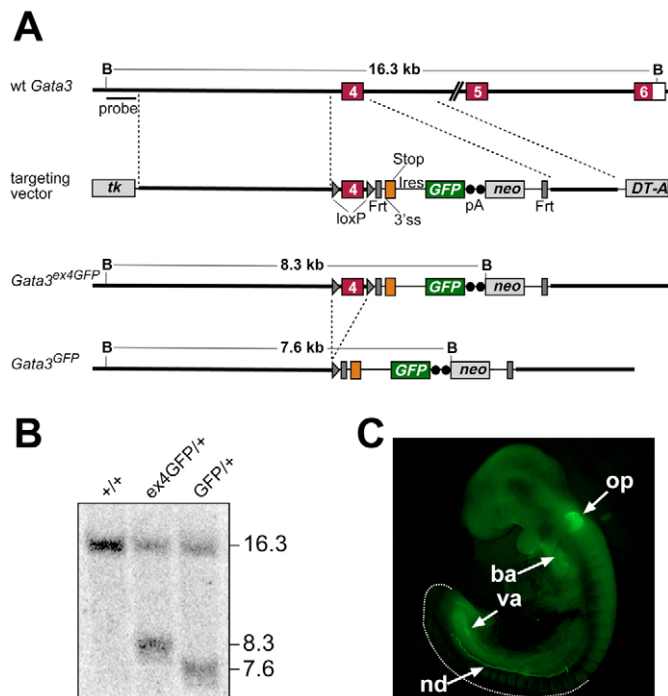 A
B 16.3 kb B
wt Gata3 4 5 6
probe
Stop
targeting vector tk 4 Ires GFP neo DT-A
loxP Frt 3'ss pA Frt
B 8.3 kb B
Gata3ex4GFP 4 GFP neo
B 7.6 kb B
Gata3GFP GFP neo
B
+/+ ex4GFP/+ GFP/+
16.3
8.3
7.6
C
op
ba
va
nd